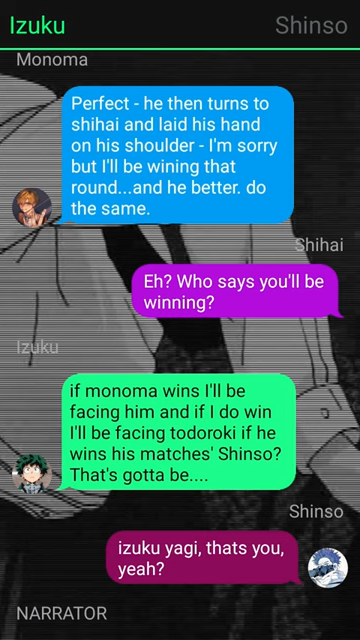 Izuku
Shinso
Monoma
Perfect - he then turns to
shihai and laid his hand
on his shoulder - I'm sorry
but I'll be wining that
round...and he better. do
the same.
Shihai
Eh? Who says you'll be
winning?
Izuku
if monoma wins I'll be
facing him and if I do win
I'll be facing todoroki if he
wins his matches' Shinso?
That's gotta be....
Shinso
izuku yagi, thats you,
yeah?
NARRATOR